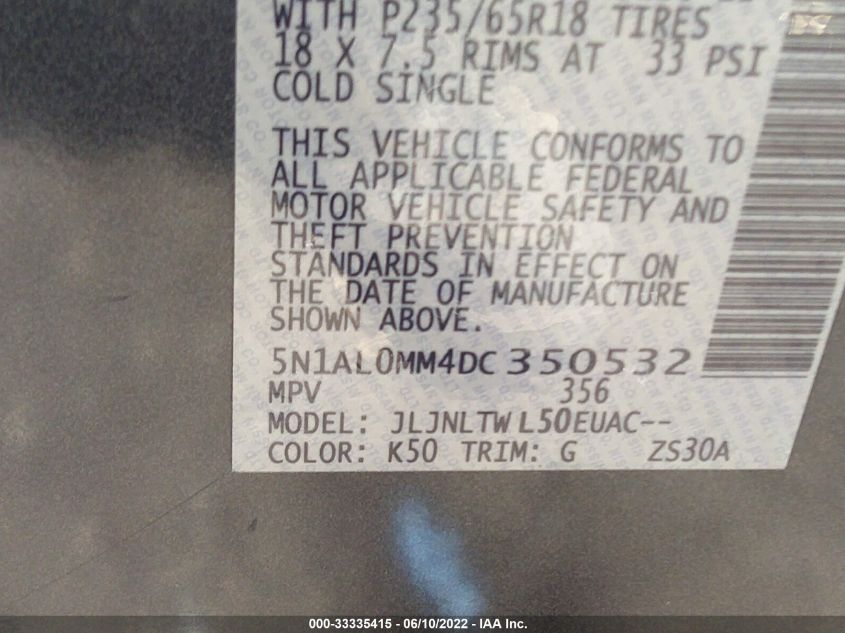 WITH P235/65R18 TIRES
18 X 7.5 RIMS AT 33 PSI
COLD SINGLE
THIS VEHICLE CONFORMS TO
ALL APPLICABLE FEDERAL
MOTOR VEHICLE SAFETY AND
THEFT PREVENTION
STANDARDS IN EFFECT ON
THE DATE OF MANUFACTURE
SHOWN ABOVE.
5N1AL0MM4DC350532
MPV 356
MODEL: JLJNLTWL50EUAC--
COLOR: K50 TRIM: G ZS30A
000-33335415 - 06/10/2022 - IAA Inc.